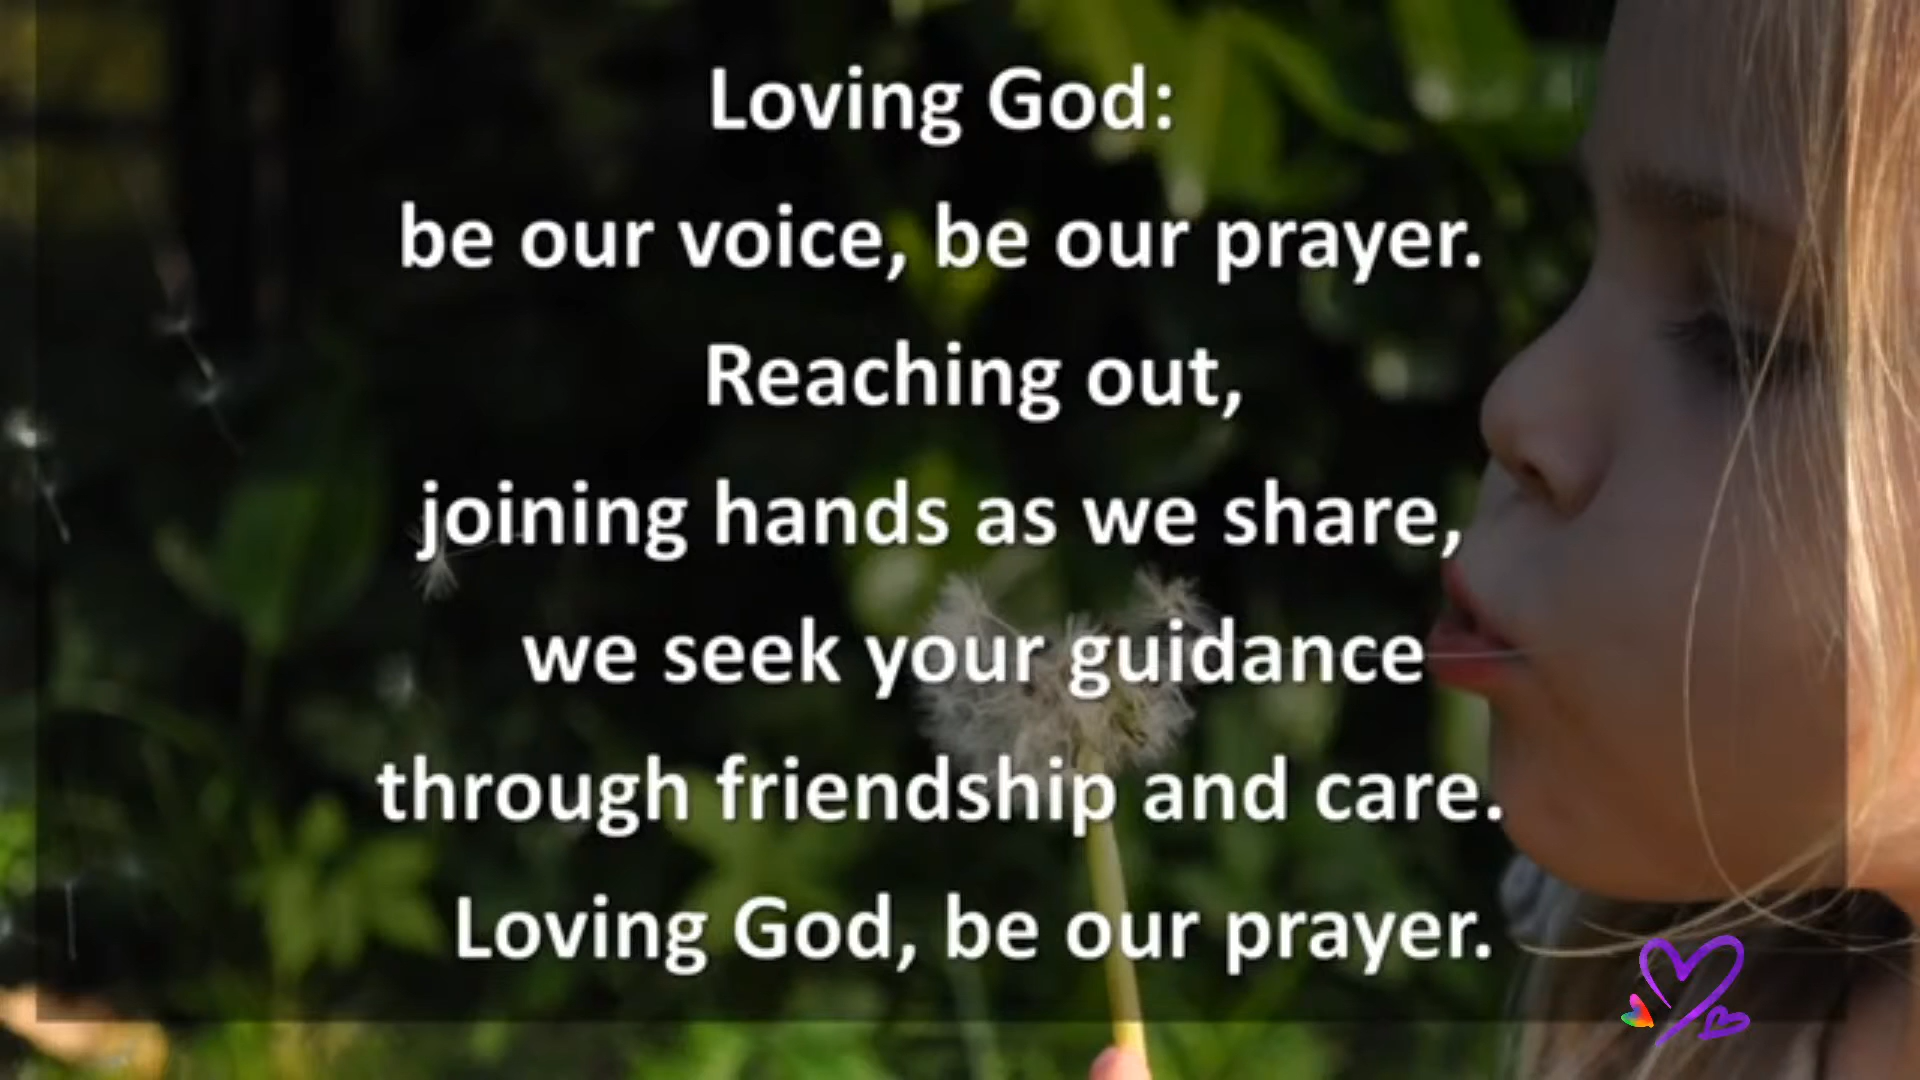 Loving God:
be our voice, be our prayer.
Reaching out,
joining hands as we share,
we seek your guidance
through friendship and care.
Loving God, be our prayer.